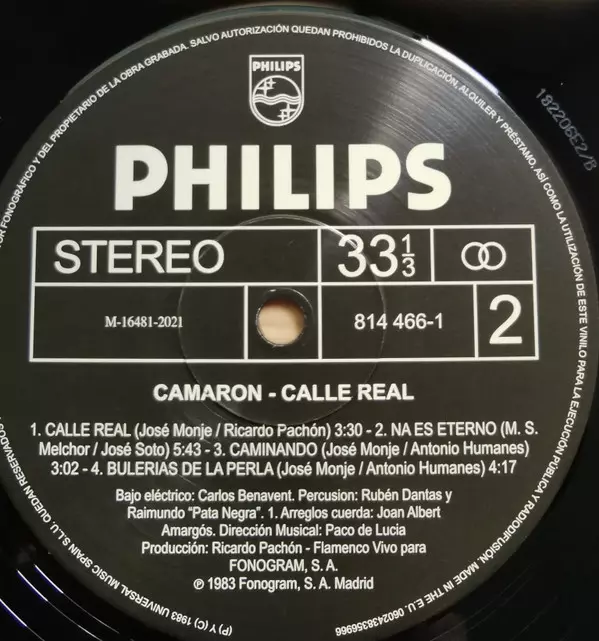 FONOGRÁFICO Y DEL PROPIETARIO DE LA OBRA GRABADA. SALVO AUTORIZACIÓN QUEDAN PROHIBIDOS LA DUPLICACIÓN, ALQUILER Y PRÉSTAMO, ASÍ COMO LA UTILIZACIÓN DE ESTE VINILO PARA LA EJECUCIÓN PÚBLICA Y RADIODIFUSIÓN. MADE IN THE E.U. 0602438356966
PHILIPS
182206E2/B
PHILIPS
STEREO
33 1/3
M-16481-2021
814 466-1
2
CAMARON - CALLE REAL
1. CALLE REAL (José Monje / Ricardo Pachón) 3:30 - 2. NA ES ETERNO (M. S.
Melchor / José Soto) 5:43 - 3. CAMINANDO (José Monje / Antonio Humanes)
3:02 - 4. BULERIAS DE LA PERLA (José Monje / Antonio Humanes) 4:17
Bajo eléctrico: Carlos Benavent. Percusion: Rubén Dantas y
Raimundo "Pata Negra". 1. Arreglos cuerda: Joan Albert
Amargós. Dirección Musical: Paco de Lucia
Producción: Ricardo Pachón - Flamenco Vivo para
FONOGRAM, S. A.
℗ 1983 Fonogram, S. A. Madrid
(P) Y (C) 1983 UNIVERSAL MUSIC SPAIN S.L.U. QUEDAN RESERVADOS